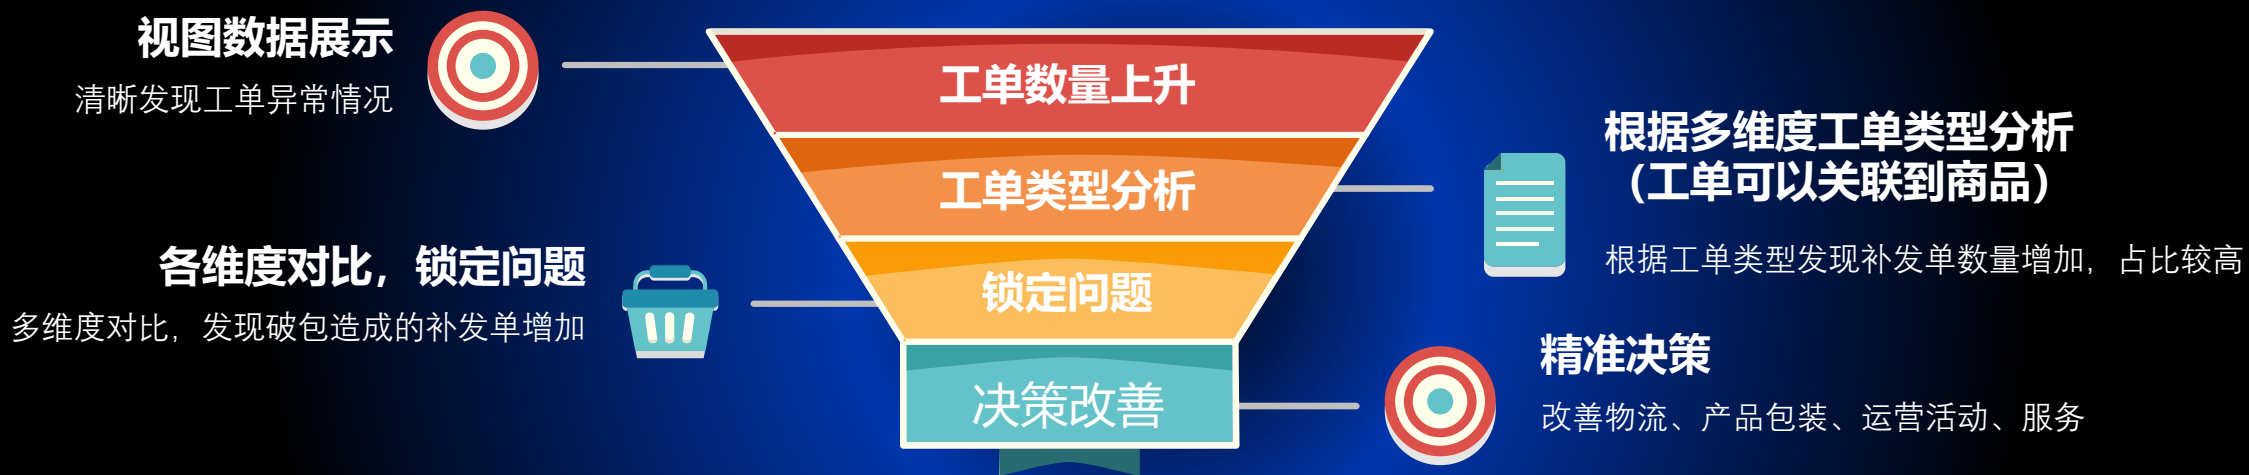 视图数据展示
清晰发现工单异常情况
工单数量上升
根据多维度工单类型分析
（工单可以关联到商品）
工单类型分析
根据工单类型发现补发单数量增加，占比较高
各维度对比，锁定问题
多维度对比，发现破包造成的补发单增加
锁定问题
精准决策
改善物流、产品包装、运营活动、服务
决策改善